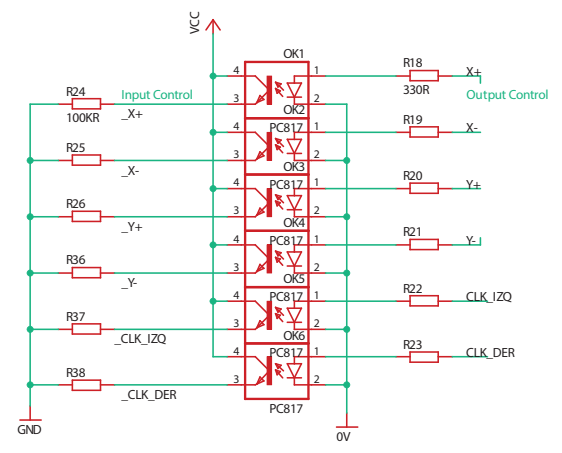 VCC
OK1
4
1
R18
X+
330R
R24
Input Control
3
2
Output Control
100KR
_X+
OK2
PC817
4
1
R19
X-
R25
3
2
_X-
OK3
PC817
4
1
R20
Y+
R26
3
2
_Y+
OK4
PC817
4
1
R21
Y-
R36
3
2
_Y-
OK5
PC817
4
1
R22
CLK_IZQ
R37
3
2
_CLK_IZQ
OK6
PC817
4
1
R23
CLK_DER
R38
3
2
_CLK_DER
PC817
GND
0V